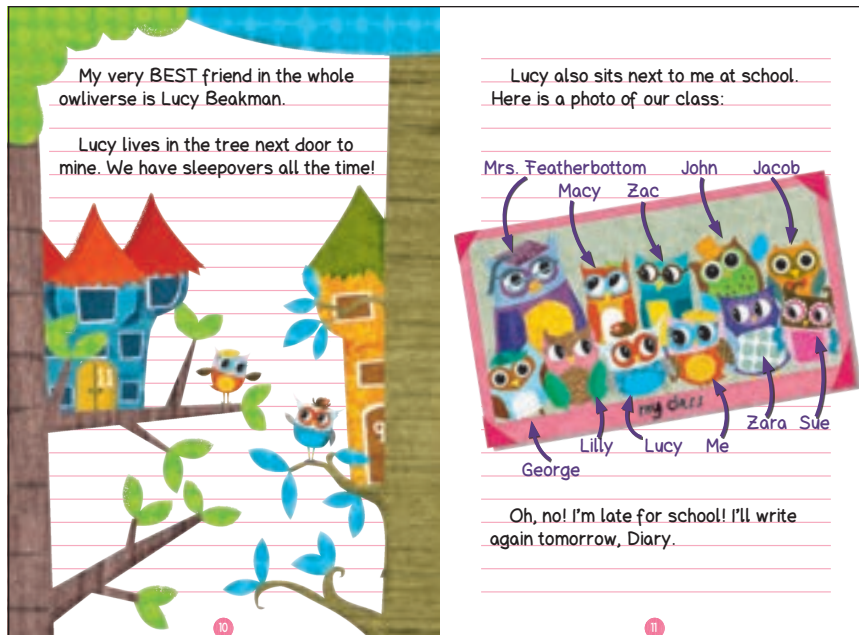 My very BEST friend in the whole
owliverse is Lucy Beakman.
Lucy lives in the tree next door to
mine. We have sleepovers all the time!
11
9
10
Lucy also sits next to me at school.
Here is a photo of our class:
Mrs. Featherbottom
John
Jacob
Macy
Zac
my class
Zara
Sue
Lilly
Lucy
Me
George
Oh, no! I'm late for school! I'll write
again tomorrow, Diary.
11